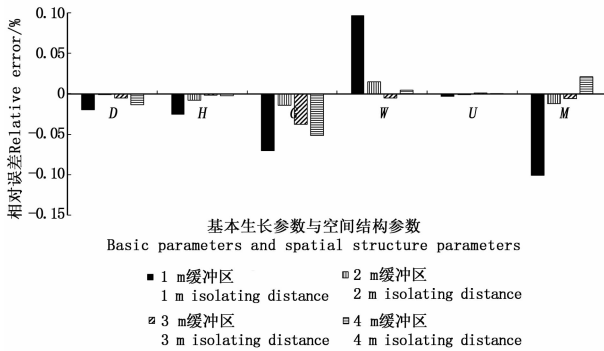 0.10
0.05
0
-0.05
-0.10
-0.15
相对误差Relative error/%
D
H
G
W
U
M
基本生长参数与空间结构参数
Basic parameters and spatial structure parameters
1 m缓冲区
1 m isolating distance
2 m缓冲区
2 m isolating distance
3 m缓冲区
3 m isolating distance
4 m缓冲区
4 m isolating distance